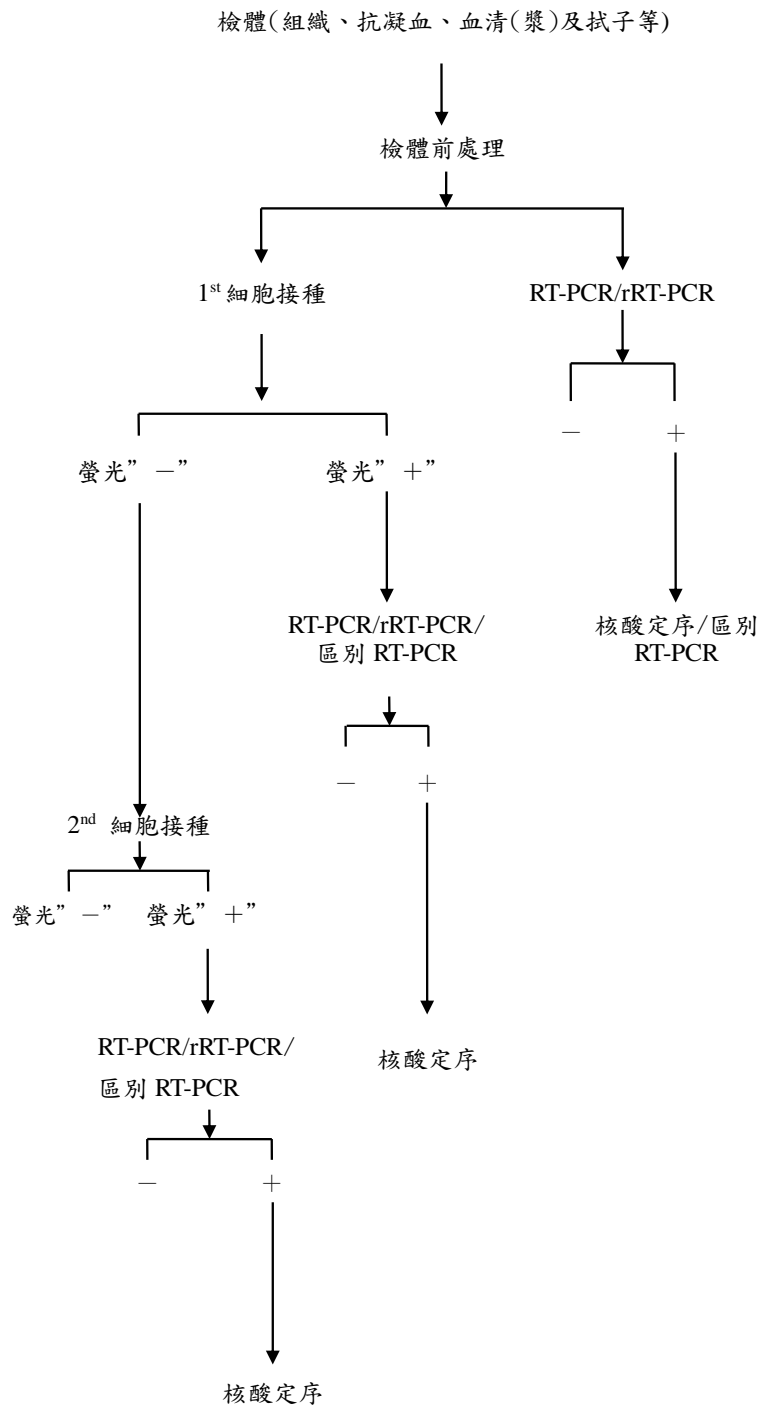 檢體(組織、抗凝血、血清(漿)及拭子等)
檢體前處理
1st 細胞接種
RT-PCR/rRT-PCR
－
＋
螢光”－”
螢光”＋”
RT-PCR/rRT-PCR/
區別 RT-PCR
核酸定序/區別
RT-PCR
－
＋
2nd 細胞接種
螢光”－”
螢光”＋”
RT-PCR/rRT-PCR/
區別 RT-PCR
核酸定序
－
＋
核酸定序